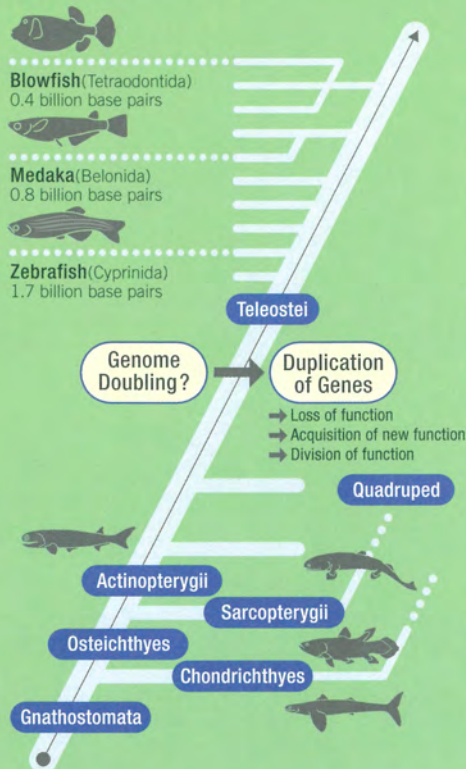 Blowfish(Tetraodontida)
0.4 billion base pairs
Medaka(Belonida)
0.8 billion base pairs
Zebrafish(Cyprinida)
1.7 billion base pairs
Teleostei
Genome
Doubling?
Duplication
of Genes
Loss of function
Acquisition of new function
Division of function
Quadruped
Actinopterygii
Sarcopterygii
Osteichthyes
Chondrichthyes
Gnathostomata